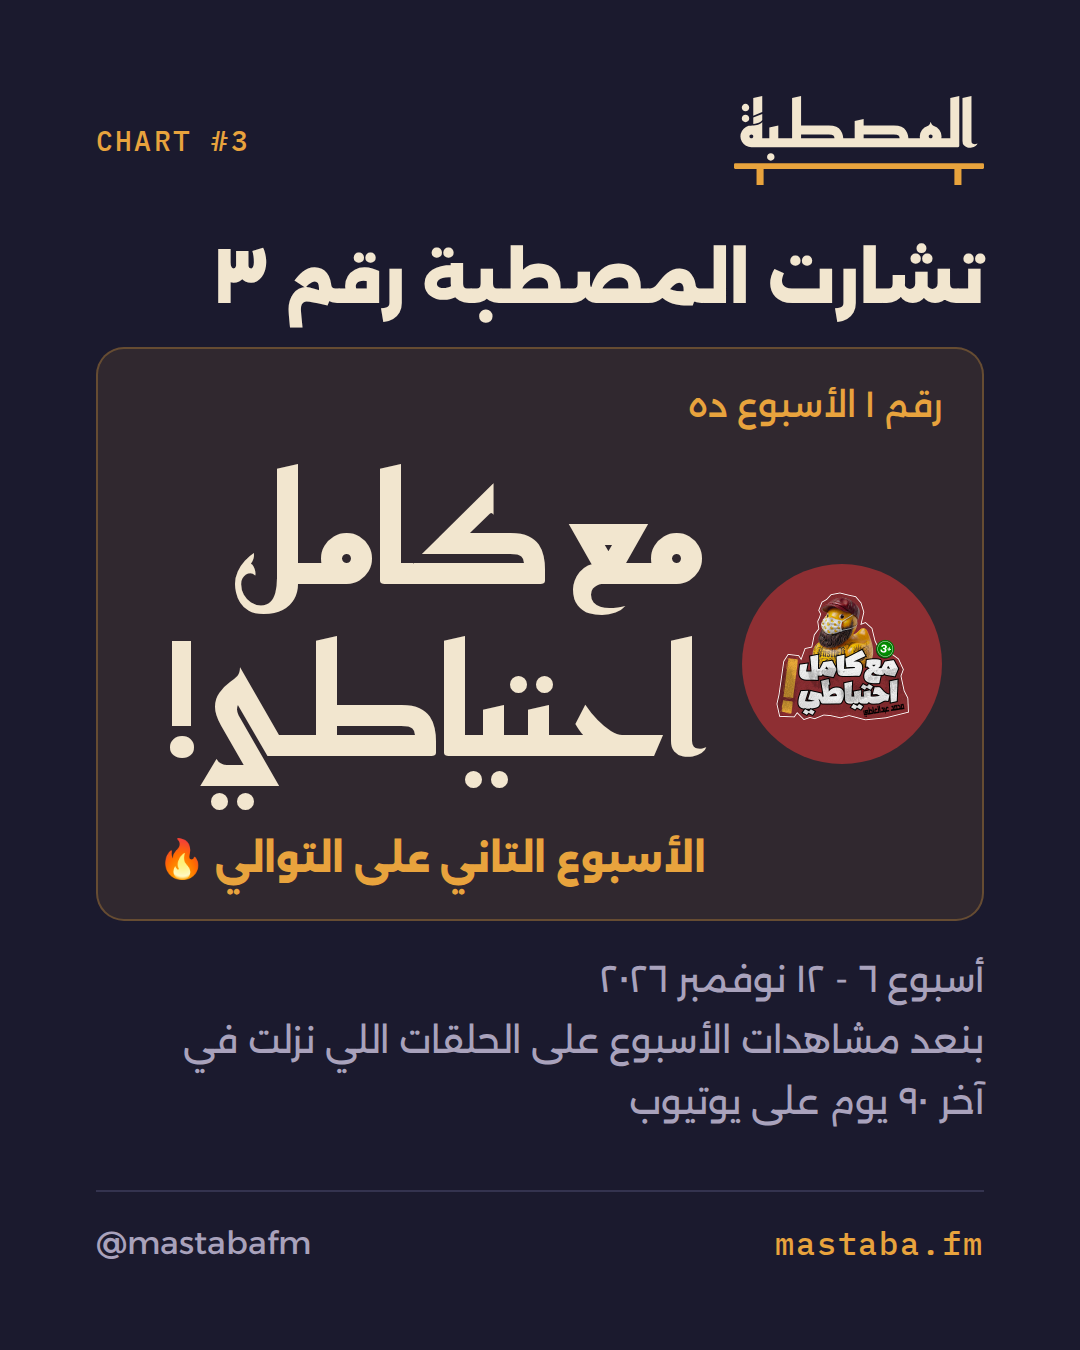 المصطبة
CHART #3
تشارت المصطبة رقم ٣
رقم ١ الأسبوع ده
مع كامل
احتياطي!
3+
مع كامل
احتياطي!
الأسبوع التاني على التوالي 🔥
أسبوع ٦ - ١٢ نوفمبر ٢٠٢٦
بنعد مشاهدات الأسبوع على الحلقات اللي نزلت في
آخر ٩٠ يوم على يوتيوب
@mastabafm
mastaba.fm